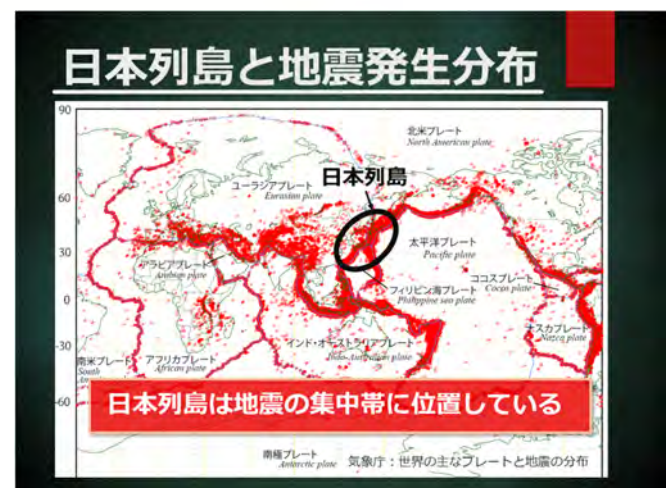 日本列島と地震発生分布
90
北米プレート
North American plate
日本列島
ユーラシアプレート
Eurasian plate
60
太平洋プレート
Pacific plate
30
アラビアプレート
Arabian plate
ココスプレート
Cocos plate
フィリピン海プレート
Philippine sea plate
0
インド・オーストラリアプレート
Indo-Australian plate
ナスカプレート
Nazca plate
-30
南米プレート
South
アフリカプレート
African plate
-60
日本列島は地震の集中帯に位置している
南極プレート
Antarctic plate
気象庁：世界の主なプレートと地震の分布